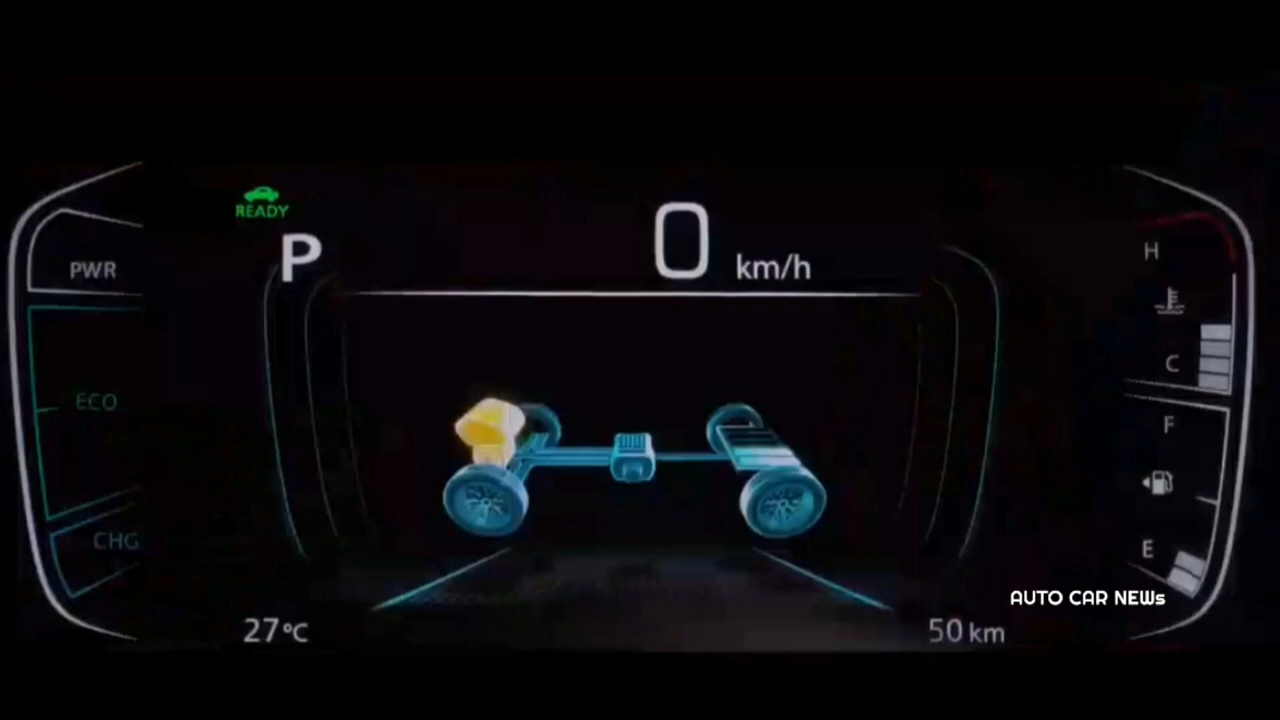 READY
P
0 km/h
PWR
ECO
CHG
H
C
F
E
AUTO CAR NEWs
27°C
50 km